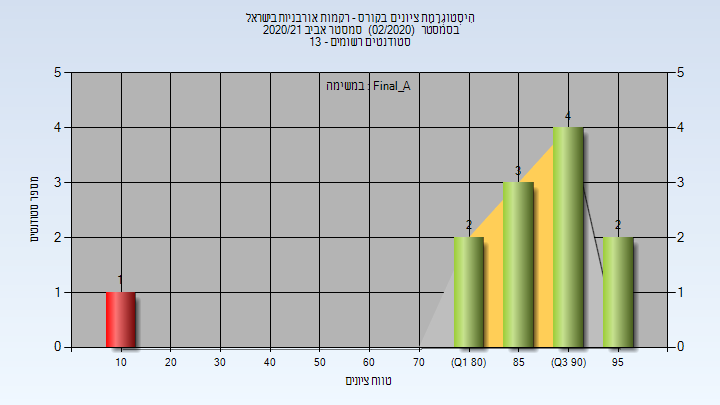 היסטוגרמת ציונים בקורס - רקמות אורבניות בישראל
בסמסטר (02/2020) סמסטר אביב 2020/21
סטודנטים רשומים - 13
במשימה : Final_A
5 5
4 4 4
3 3 3
2 2 2 2
1 1 1
0 0
10 20 30 40 50 60 70 (Q1 80) 85 (Q3 90) 95
מספר סטודנטים
טווח ציונים